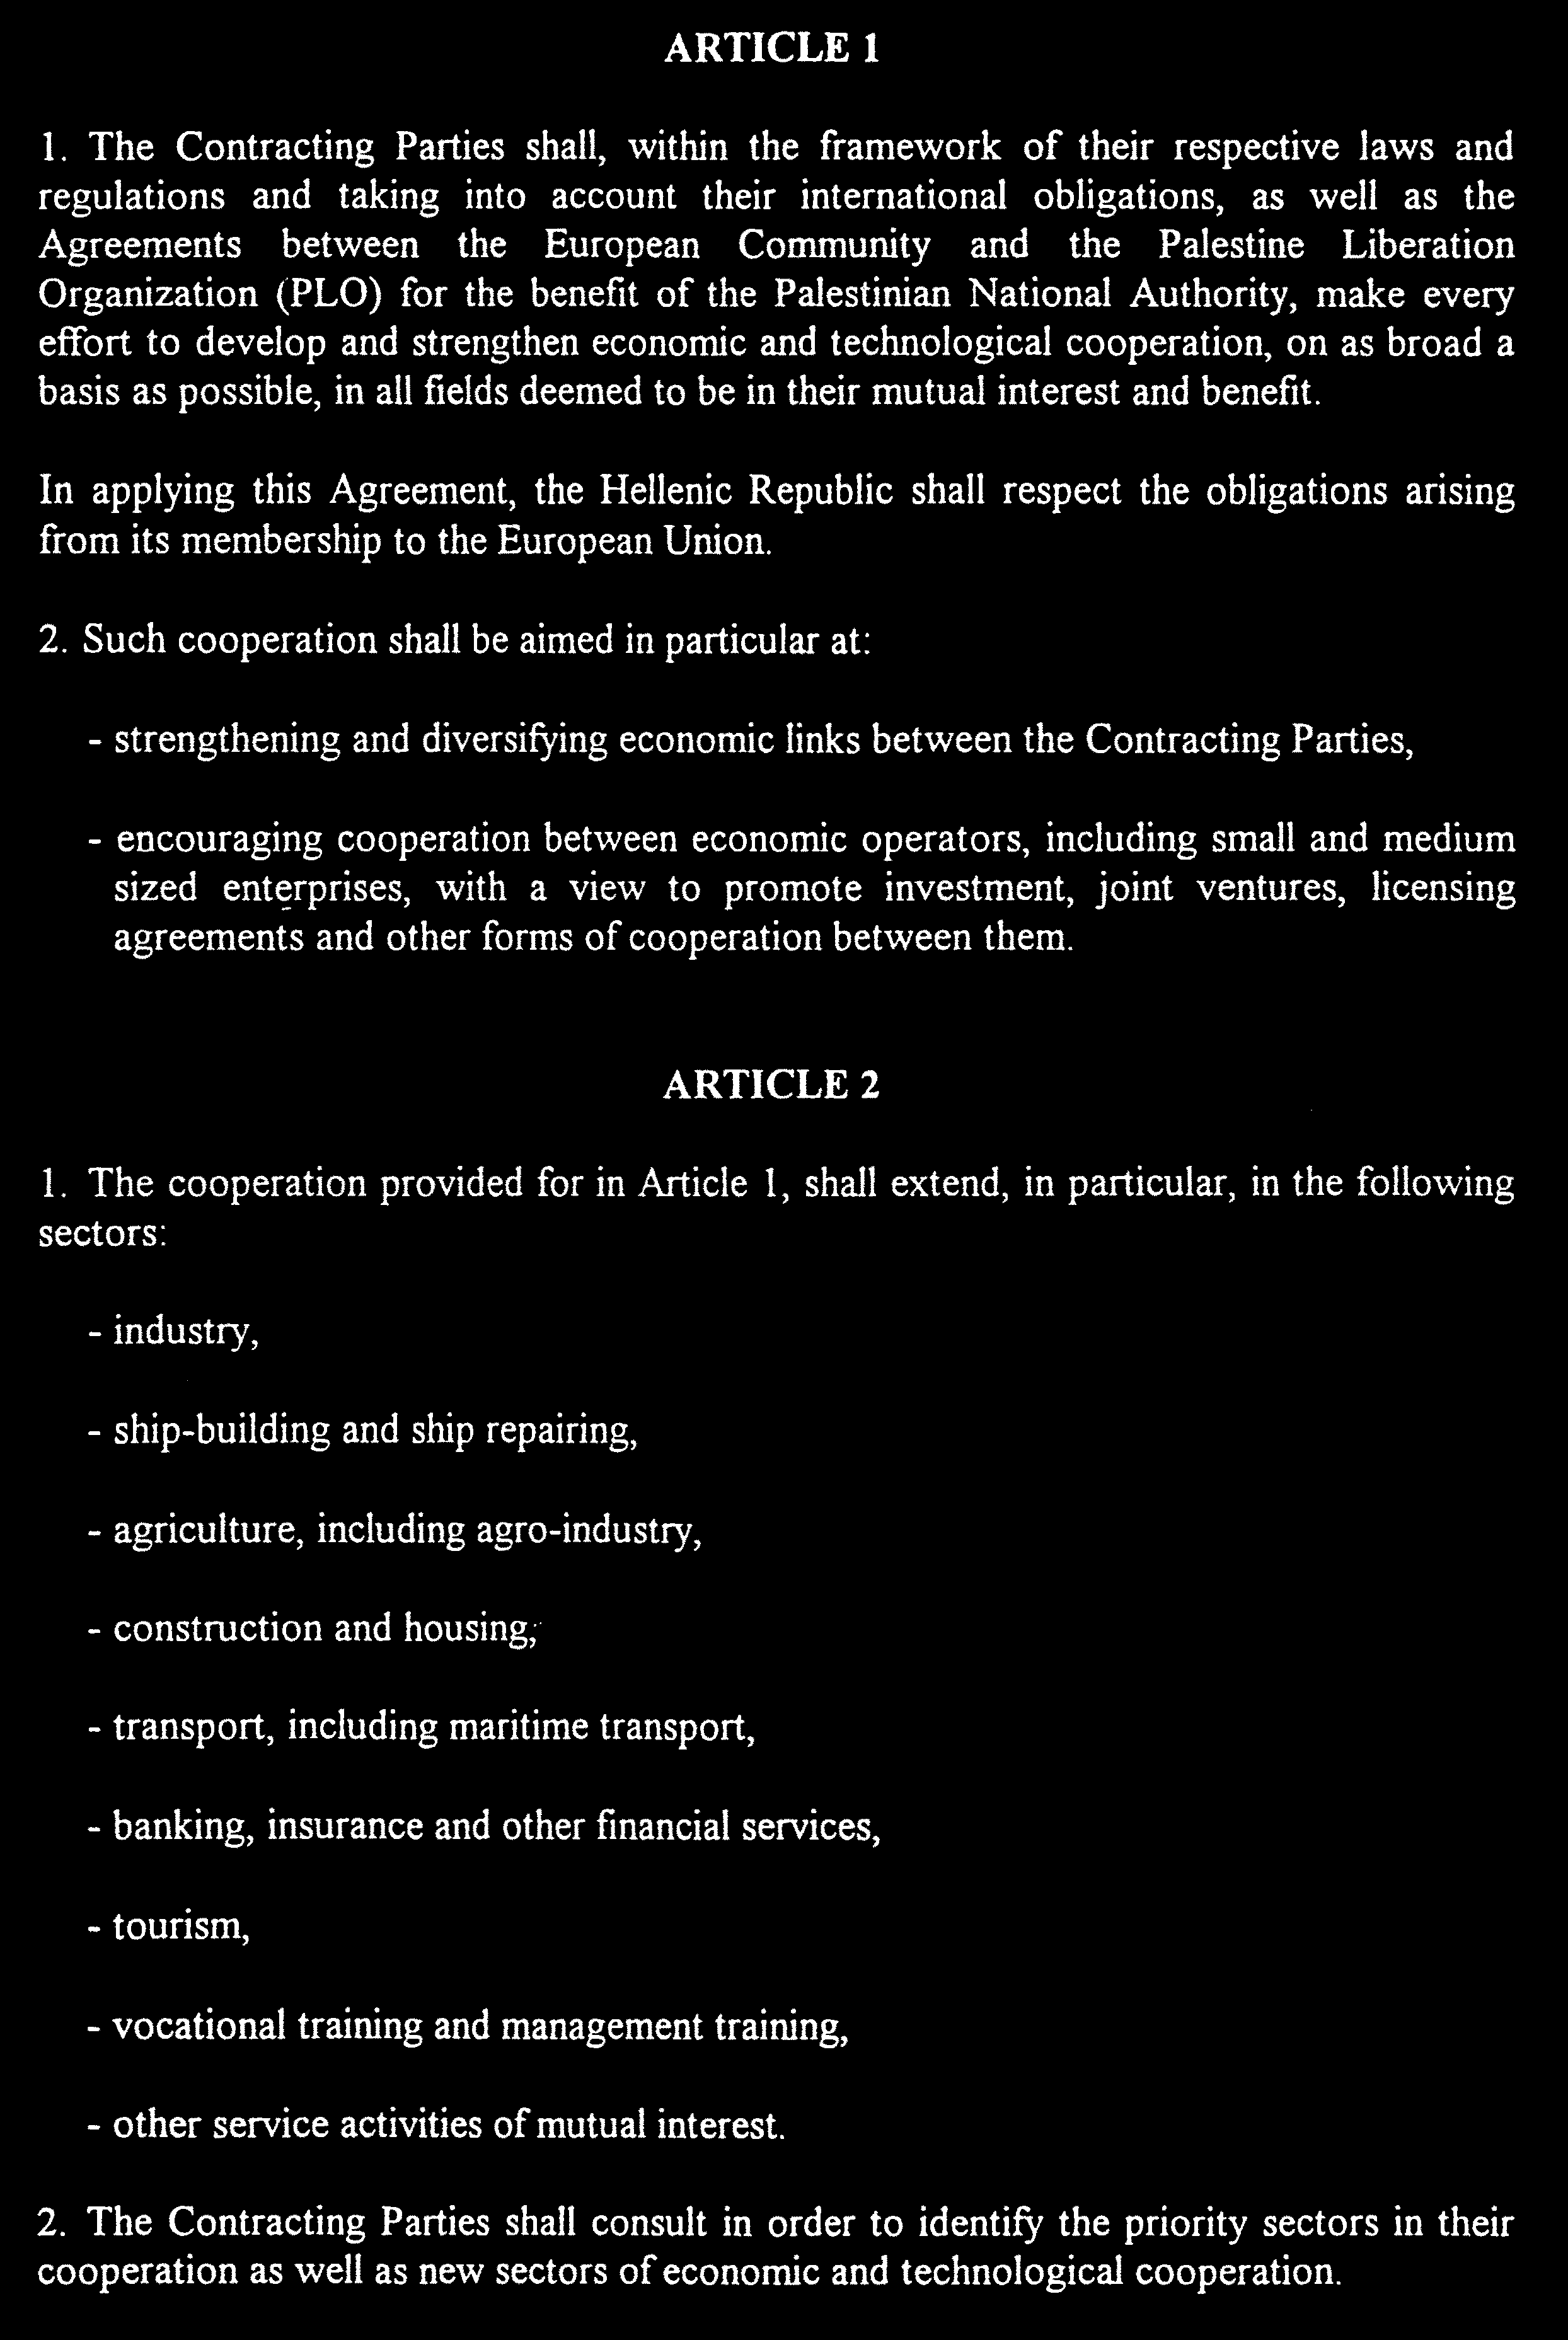 ARTICLE 1
1. The Contracting Parties shall, within the framework of their respective laws and
regulations and taking into account their international obligations, as well as the
Agreements between the European Community and the Palestine Liberation
Organization (PLO) for the benefit of the Palestinian National Authority, make every
effort to develop and strengthen economic and technological cooperation, on as broad a
basis as possible, in all fields deemed to be in their mutual interest and benefit.
In applying this Agreement, the Hellenic Republic shall respect the obligations arising
from its membership to the European Union.
2. Such cooperation shall be aimed in particular at:
- strengthening and diversifying economic links between the Contracting Parties,
- encouraging cooperation between economic operators, including small and medium
sized enterprises, with a view to promote investment, joint ventures, licensing
agreements and other forms of cooperation between them.
ARTICLE 2
1. The cooperation provided for in Article 1, shall extend, in particular, in the following
sectors:
- industry,
- ship-building and ship repairing,
- agriculture, including agro-industry,
- construction and housing,
- transport, including maritime transport,
- banking, insurance and other financial services,
- tourism,
- vocational training and management training,
- other service activities of mutual interest.
2. The Contracting Parties shall consult in order to identify the priority sectors in their
cooperation as well as new sectors of economic and technological cooperation.